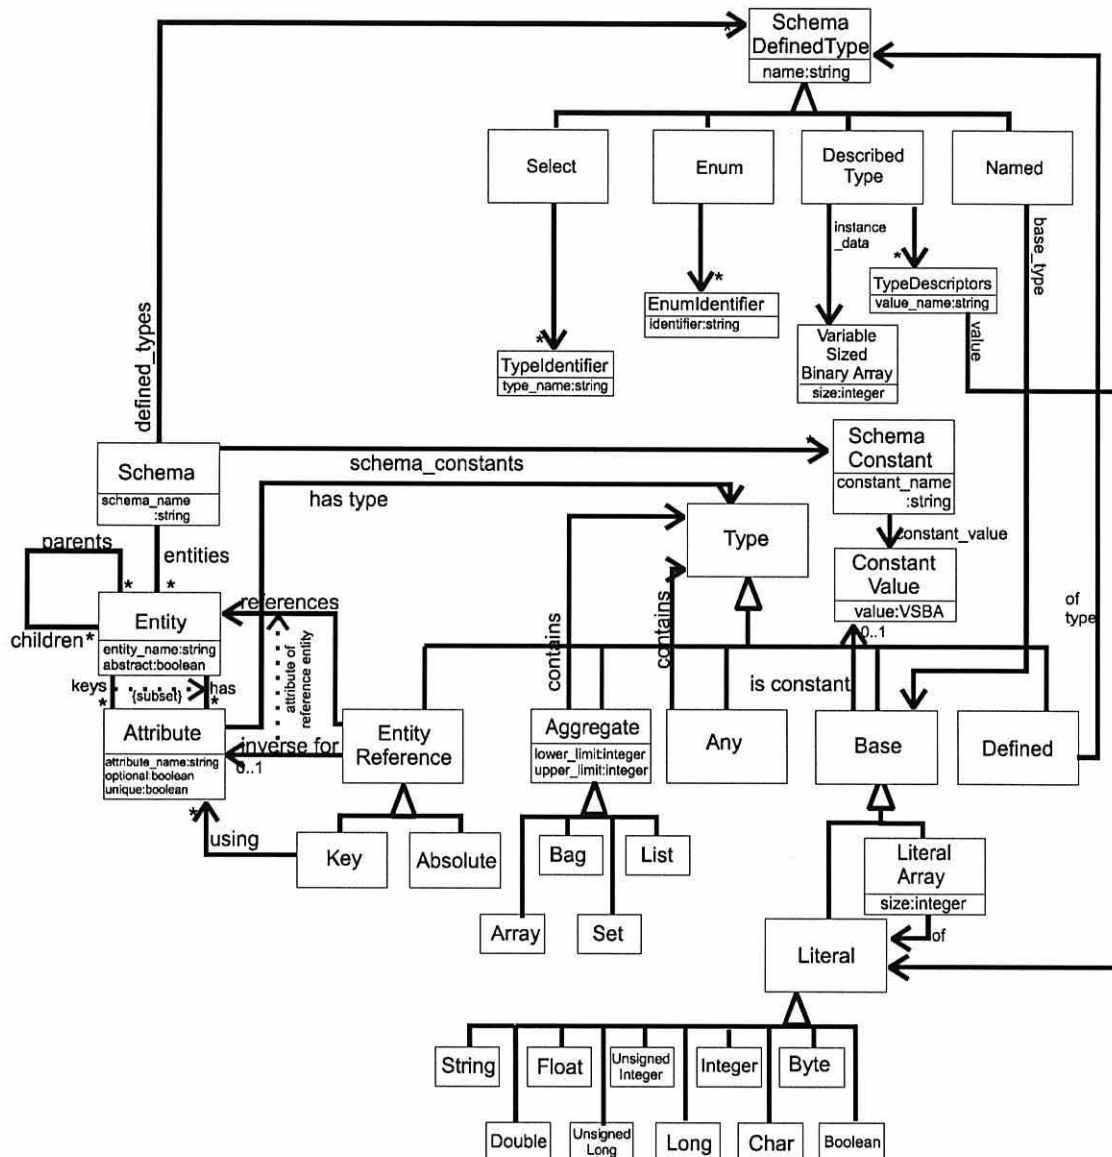 Schema
DefinedType
name:string
*
Select
Enum
Described
Type
Named
instance
_data
base_type
*
TypeDescriptors
value_name:string
value
*
EnumIdentifier
identifier:string
Variable
Sized
Binary Array
size:integer
*
TypeIdentifier
type_name:string
defined_types
Schema
schema_name
:string
schema_constants
*
Schema
Constant
constant_name
:string
has type
constant_value
Type
Constant
Value
value:VSBA
0..1
parents
entities
*
*
Entity
entity_name:string
abstract:boolean
children*
references
attribute of
reference entity
contains
contains
is constant
of
type
keys
{subset}
has
*
*
Attribute
attribute_name:string
optional:boolean
unique:boolean
inverse for
0..1
Entity
Reference
Aggregate
lower_limit:integer
upper_limit:integer
Any
Base
Defined
*
using
Key
Absolute
Bag
List
Array
Set
Literal
Array
size:integer
of
Literal
String
Float
Unsigned
Integer
Integer
Byte
Double
Unsigned
Long
Long
Char
Boolean